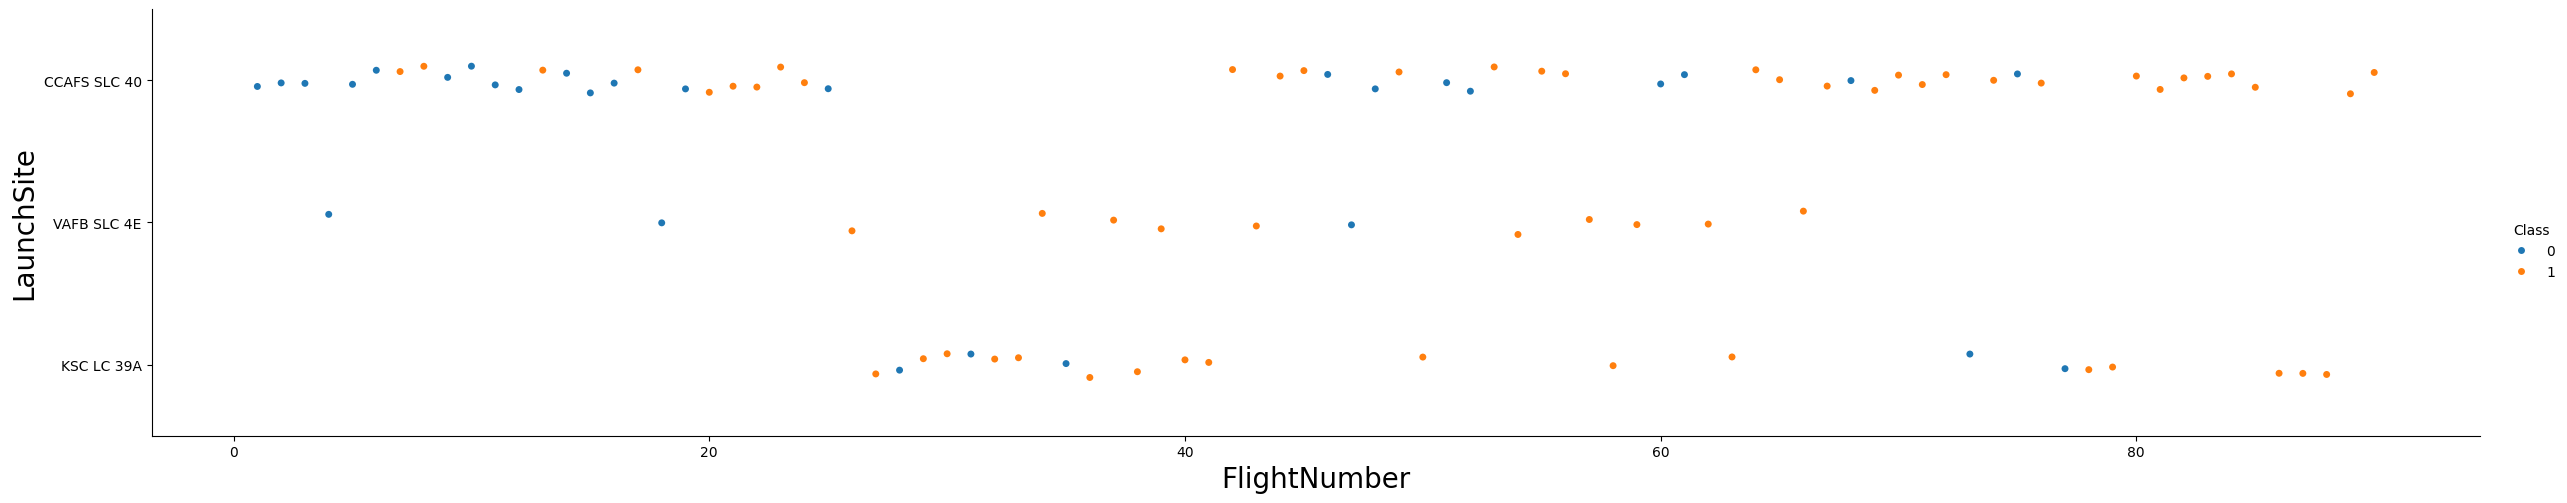 LaunchSite
CCAFS SLC 40
VAFB SLC 4E
KSC LC 39A
0 20 40 60 80
FlightNumber
Class
0
1